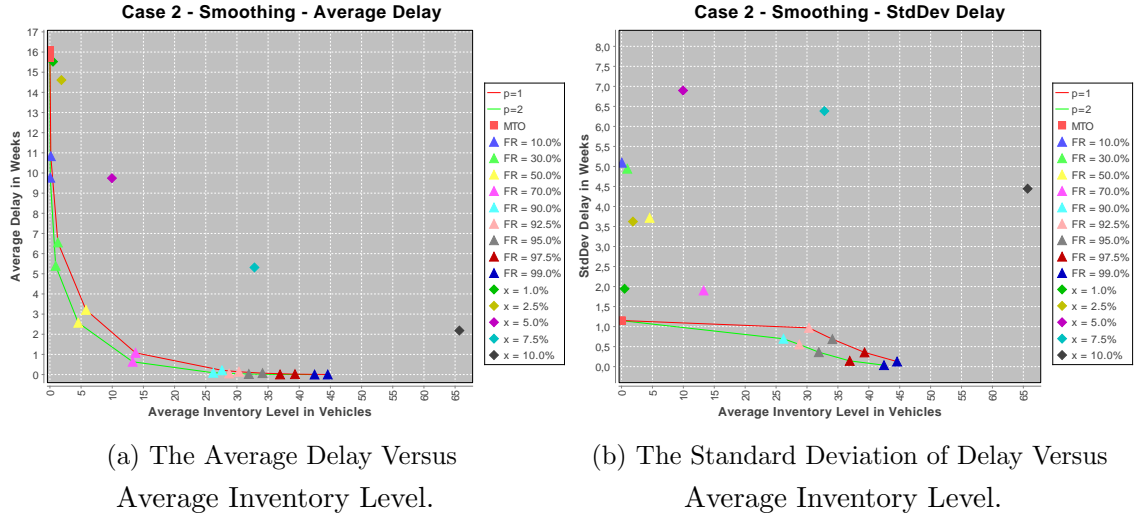 Case 2 - Smoothing - Average Delay
17
16
15
14
13
12
11
10
9
8
7
6
5
4
3
2
1
0
Average Delay in Weeks
0 5 10 15 20 25 30 35 40 45 50 55 60 65
Average Inventory Level in Vehicles
p=1
p=2
MTO
FR = 10.0%
FR = 30.0%
FR = 50.0%
FR = 70.0%
FR = 90.0%
FR = 92.5%
FR = 95.0%
FR = 97.5%
FR = 99.0%
x = 1.0%
x = 2.5%
x = 5.0%
x = 7.5%
x = 10.0%
(a) The Average Delay Versus
Average Inventory Level.
Case 2 - Smoothing - StdDev Delay
8,0
7,5
7,0
6,5
6,0
5,5
5,0
4,5
4,0
3,5
3,0
2,5
2,0
1,5
1,0
0,5
0,0
StdDev Delay in Weeks
0 5 10 15 20 25 30 35 40 45 50 55 60 65
Average Inventory Level in Vehicles
p=1
p=2
MTO
FR = 10.0%
FR = 30.0%
FR = 50.0%
FR = 70.0%
FR = 90.0%
FR = 92.5%
FR = 95.0%
FR = 97.5%
FR = 99.0%
x = 1.0%
x = 2.5%
x = 5.0%
x = 7.5%
x = 10.0%
(b) The Standard Deviation of Delay Versus
Average Inventory Level.